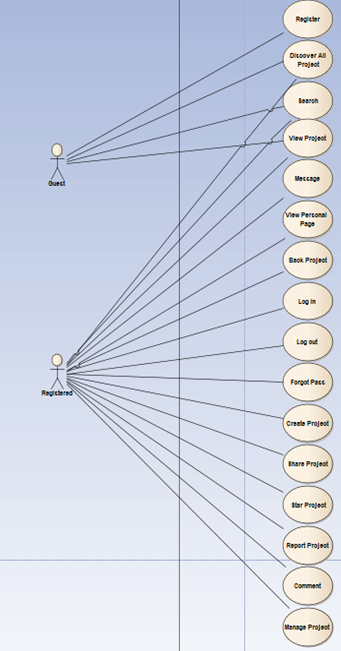 Register
Discover All
Project
Search
View Project
Message
Guest
View Personal
Page
Back Project
Log in
Log out
Forgot Pass
Registered
Create Project
Share Project
Star Project
Report Project
Comment
Manage Project